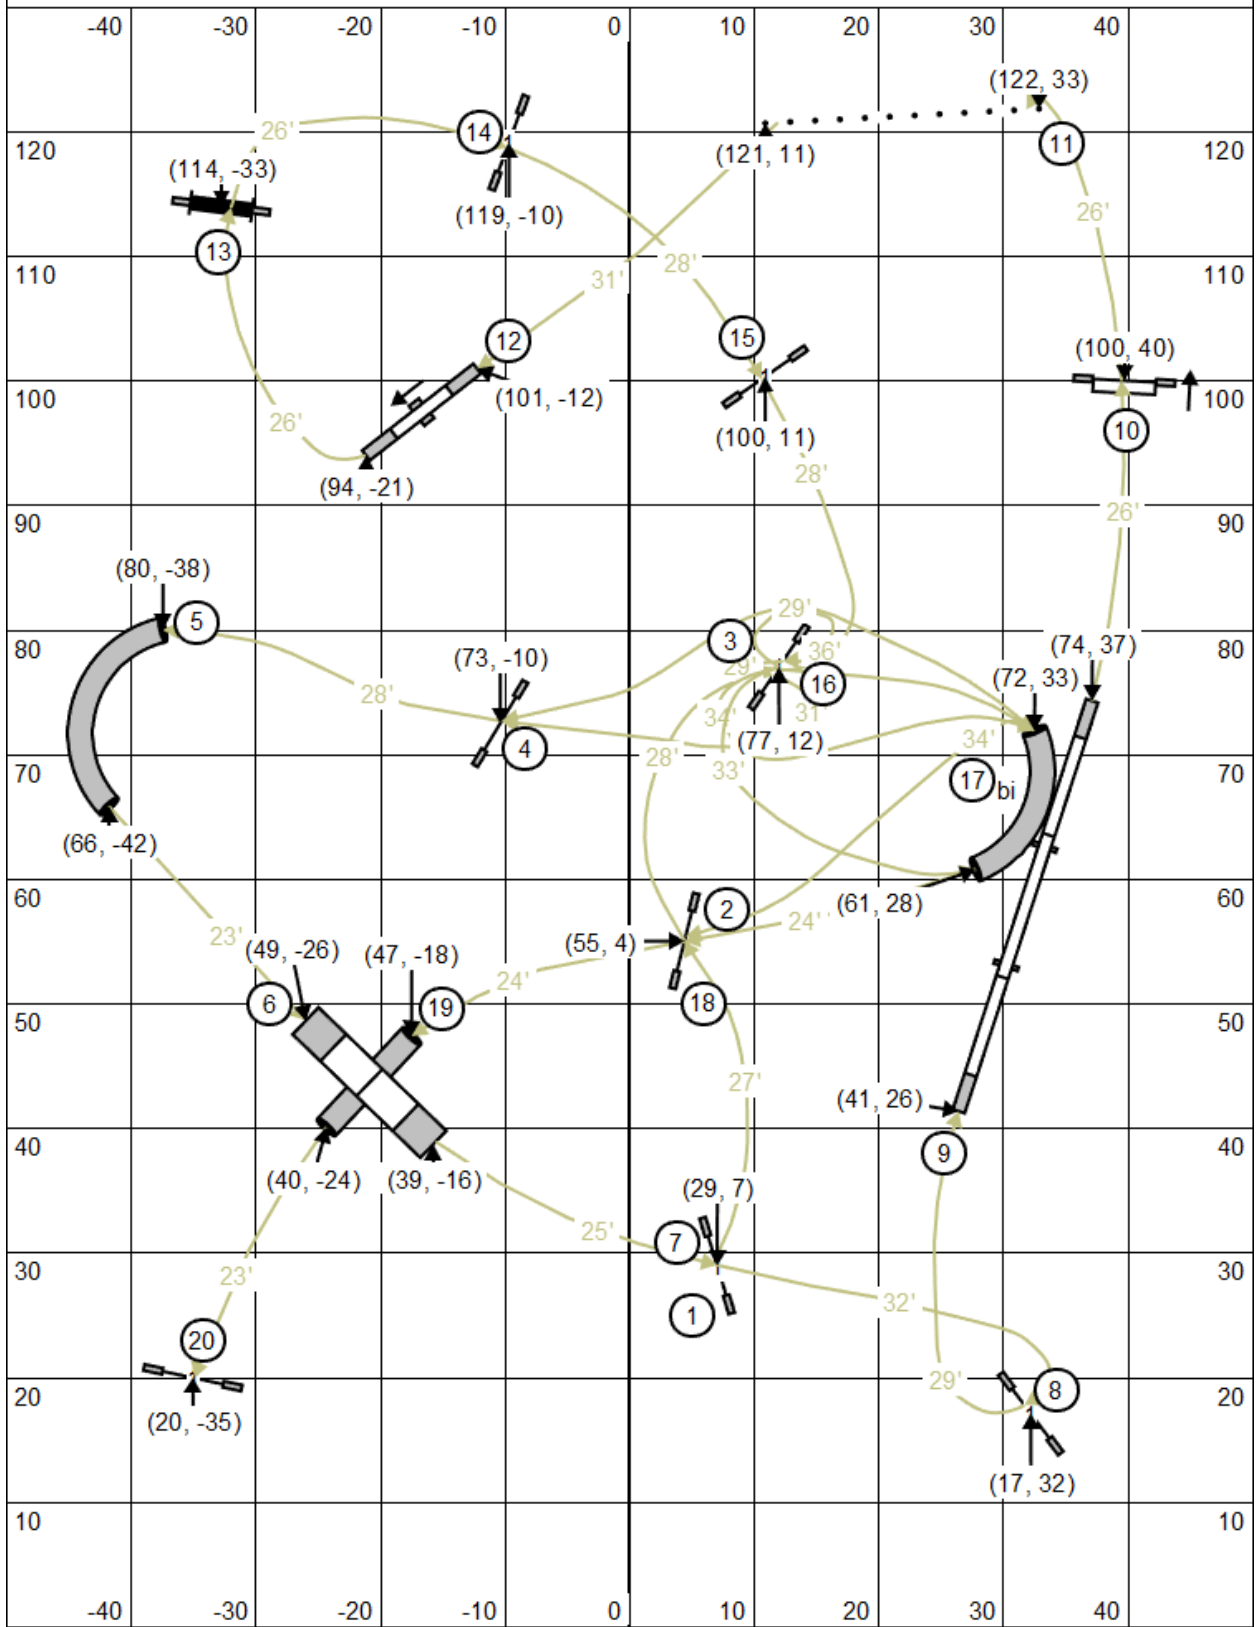 -40 -30 -20 -10 0 10 20 30 40
(122, 33)
26' 14 120 120
11
(121, 11)
(114, -33)
(119, -10)
26'
13
28'
110 110
31'
15
12
(100, 40)
100 (101, -12) 100
26' (100, 11) 10
28'
(94, -21)
26'
90 90
(80, -38)
29'
5 3
80 36' (74, 37) 80
(73, -10) 29' (72, 33)
28' 16
34' 31'
4 (77, 12) 34'
28'
70 33' 17 bi 70
(66, -42)
60 2 (61, 28) 60
24'
23' (55, 4)
(49, -26) (47, -18)
24'
6 19 18
50 50
27'
(41, 26)
40 9 40
(40, -24) (39, -16) (29, 7)
25' 7
30 23' 30
32'
1
20
29' 8
20 20
(20, -35)
(17, 32)
10 10
-40 -30 -20 -10 0 10 20 30 40